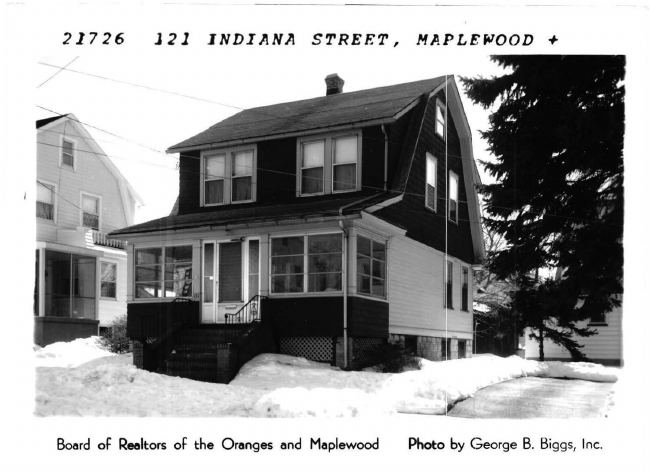 21726 121 INDIANA STREET, MAPLEWOOD +
Board of Realtors of the Oranges and Maplewood Photo by George B. Biggs, Inc.